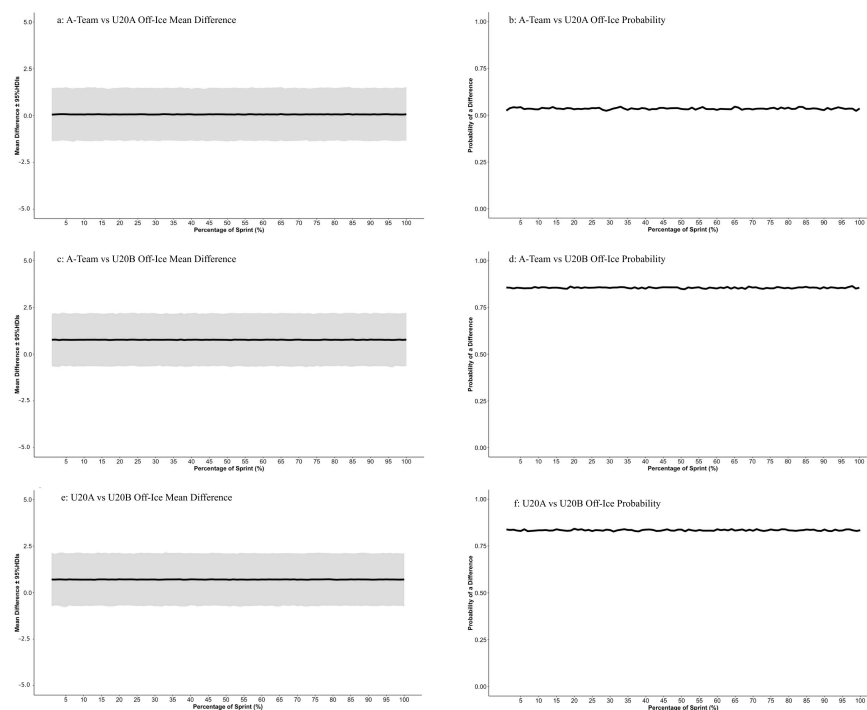 a: A-Team vs U20A Off-Ice Mean Difference
5.0
2.5
0.0
-2.5
-5.0
Mean Difference ± 95%HDIs
5 10 15 20 25 30 35 40 45 50 55 60 65 70 75 80 85 90 95 100
Percentage of Sprint (%)
b: A-Team vs U20A Off-Ice Probability
1.00
0.75
0.50
0.25
0.00
Probability of a Difference
5 10 15 20 25 30 35 40 45 50 55 60 65 70 75 80 85 90 95 100
Percentage of Sprint (%)
c: A-Team vs U20B Off-Ice Mean Difference
5.0
2.5
0.0
-2.5
-5.0
Mean Difference ± 95%HDIs
5 10 15 20 25 30 35 40 45 50 55 60 65 70 75 80 85 90 95 100
Percentage of Sprint (%)
d: A-Team vs U20B Off-Ice Probability
1.00
0.75
0.50
0.25
0.00
Probability of a Difference
5 10 15 20 25 30 35 40 45 50 55 60 65 70 75 80 85 90 95 100
Percentage of Sprint (%)
e: U20A vs U20B Off-Ice Mean Difference
5.0
2.5
0.0
-2.5
-5.0
Mean Difference ± 95%HDIs
5 10 15 20 25 30 35 40 45 50 55 60 65 70 75 80 85 90 95 100
Percentage of Sprint (%)
f: U20A vs U20B Off-Ice Probability
1.00
0.75
0.50
0.25
0.00
Probability of a Difference
5 10 15 20 25 30 35 40 45 50 55 60 65 70 75 80 85 90 95 100
Percentage of Sprint (%)